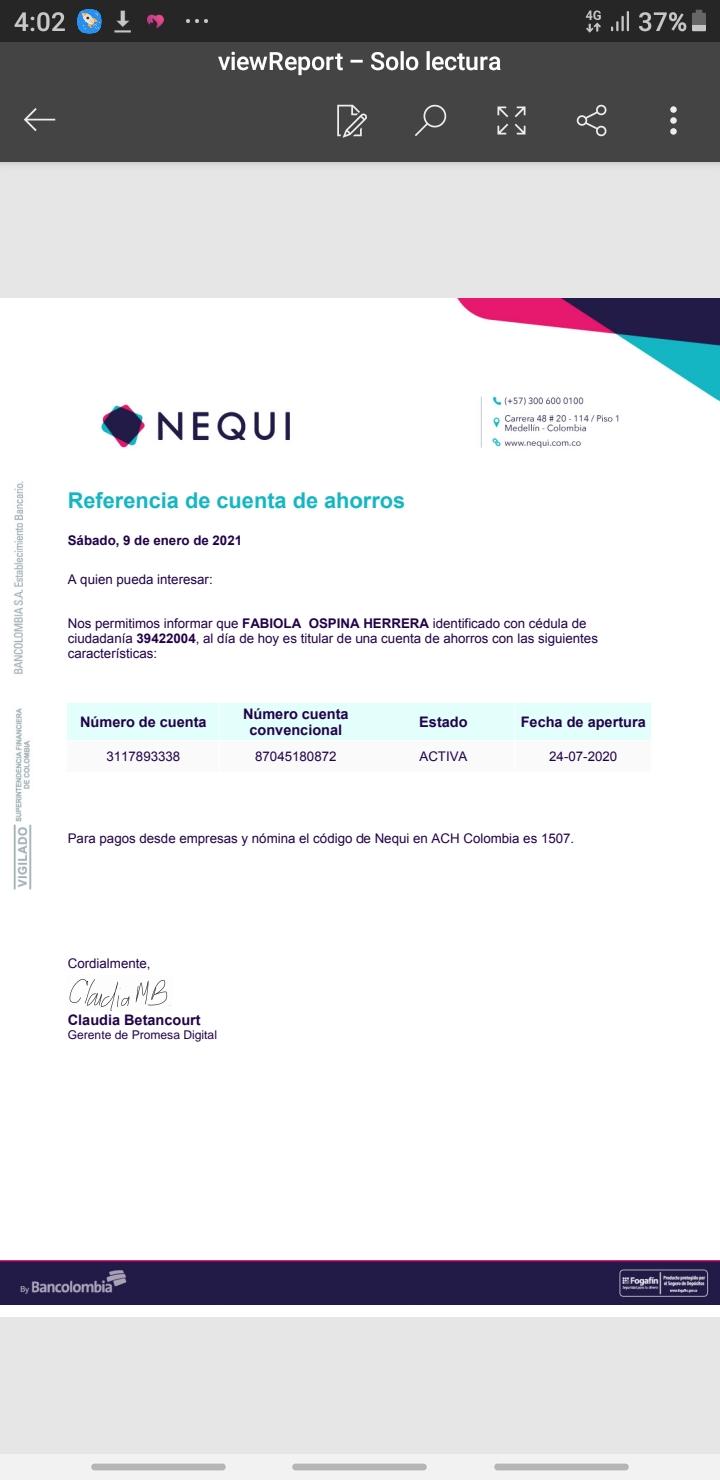 4:02
4G 37%
viewReport – Solo lectura
NEQUI
(+57) 300 600 0100
Carrera 48 # 20 - 114 / Piso 1
Medellín - Colombia
www.nequi.com.co
Referencia de cuenta de ahorros
Sábado, 9 de enero de 2021
A quien pueda interesar:
Nos permitimos informar que FABIOLA OSPINA HERRERA identificado con cédula de
ciudadanía 39422004, al día de hoy es titular de una cuenta de ahorros con las siguientes
características:
Número de cuenta Número cuenta convencional Estado Fecha de apertura
3117893338 87045180872 ACTIVA 24-07-2020
Para pagos desde empresas y nómina el código de Nequi en ACH Colombia es 1507.
Cordialmente,
Claudia MB
Claudia Betancourt
Gerente de Promesa Digital
BANCOLOMBIA S.A. Establecimiento Bancario.
SUPERINTENDENCIA FINANCIERA
DE COLOMBIA
VIGILADO
By Bancolombia
Fogafín
Producto protegido por
el Seguro de Depósitos
www.fogafin.gov.co